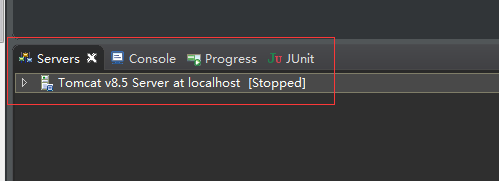 Servers Console Progress JUnit
Tomcat v8.5 Server at localhost [Stopped]